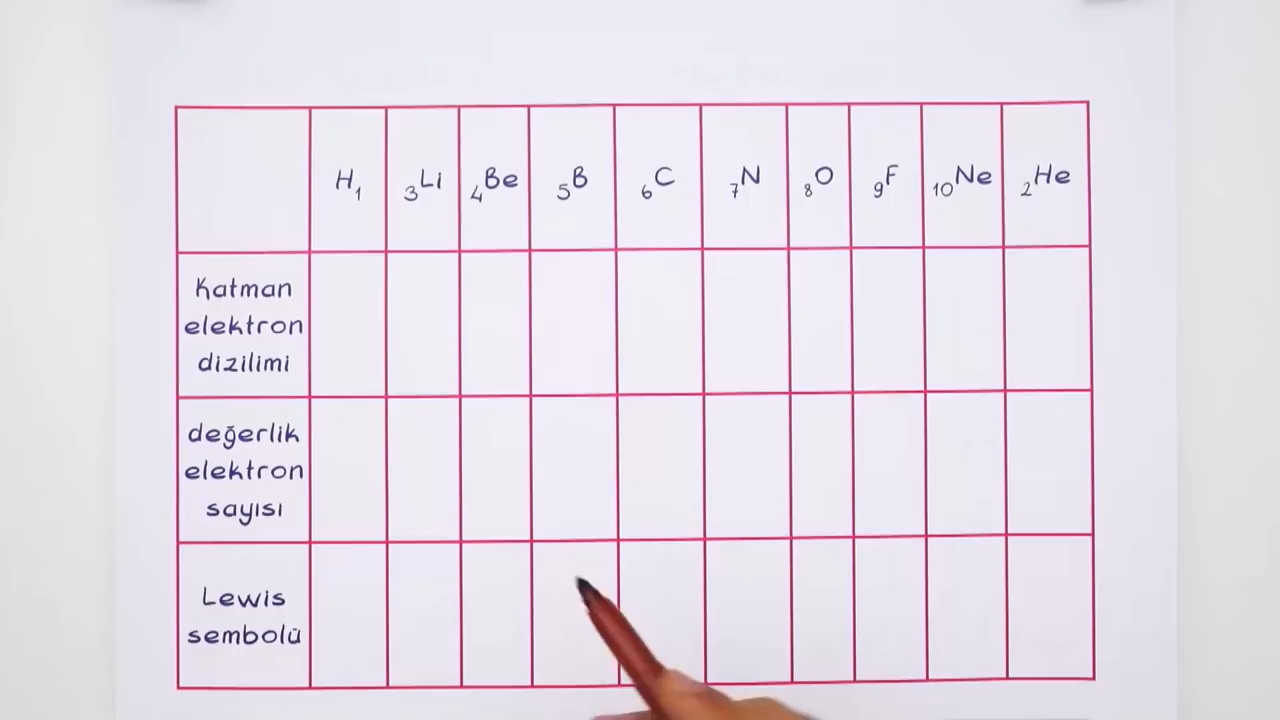 H₁ ₃Li ₄Be ₅B ₆C ₇N ₈O ₉F ₁₀Ne ₂He
Katman
elektron
dizilimi
değerlik
elektron
sayısı
Lewis
sembolü